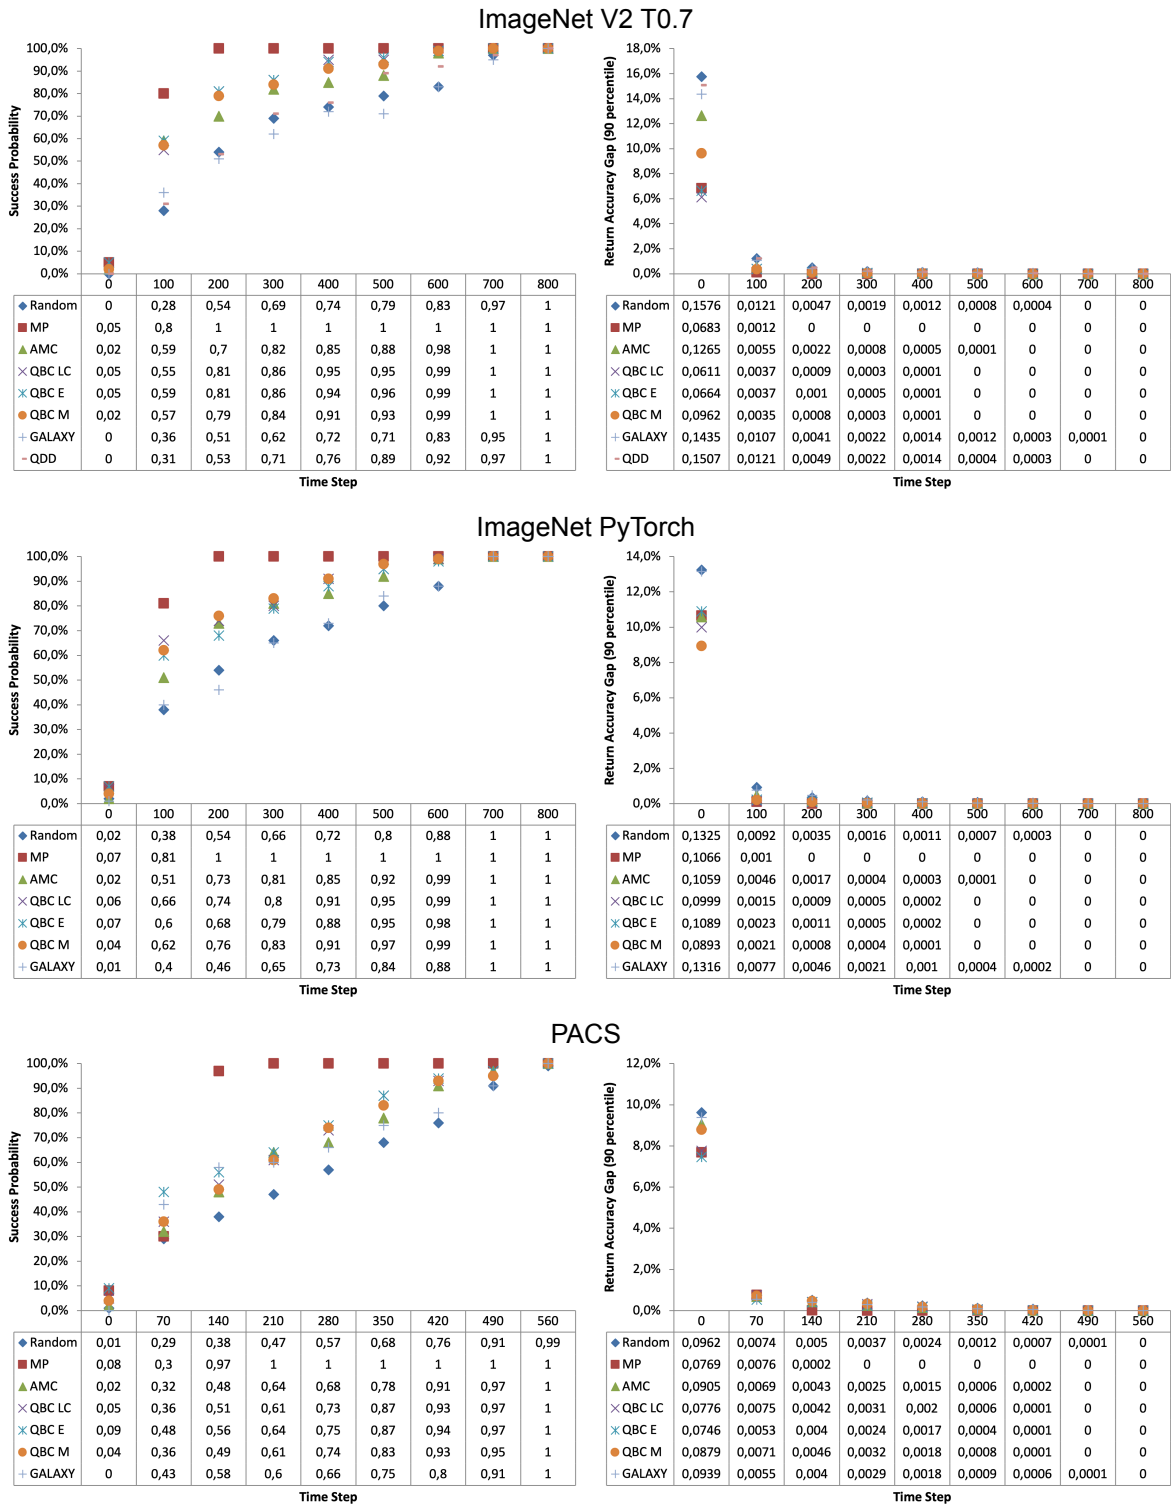 ImageNet V2 T0.7
Success Probability
100,0%
90,0%
80,0%
70,0%
60,0%
50,0%
40,0%
30,0%
20,0%
10,0%
0,0%
0 100 200 300 400 500 600 700 800
Random 0 0,28 0,54 0,69 0,74 0,79 0,83 0,97 1
MP 0,05 0,8 1 1 1 1 1 1 1
AMC 0,02 0,59 0,7 0,82 0,85 0,88 0,98 1 1
QBC LC 0,05 0,55 0,81 0,86 0,95 0,95 0,99 1 1
QBC E 0,05 0,59 0,81 0,86 0,94 0,96 0,99 1 1
QBC M 0,02 0,57 0,79 0,84 0,91 0,93 0,99 1 1
GALAXY 0 0,36 0,51 0,62 0,72 0,71 0,83 0,95 1
QDD 0 0,31 0,53 0,71 0,76 0,89 0,92 0,97 1
Time Step
Return Accuracy Gap (90 percentile)
18,0%
16,0%
14,0%
12,0%
10,0%
8,0%
6,0%
4,0%
2,0%
0,0%
0 100 200 300 400 500 600 700 800
Random 0,1576 0,0121 0,0047 0,0019 0,0012 0,0008 0,0004 0 0
MP 0,0683 0,0012 0 0 0 0 0 0 0
AMC 0,1265 0,0055 0,0022 0,0008 0,0005 0,0001 0 0 0
QBC LC 0,0611 0,0037 0,0009 0,0003 0,0001 0 0 0 0
QBC E 0,0664 0,0037 0,001 0,0005 0,0001 0 0 0 0
QBC M 0,0962 0,0035 0,0008 0,0003 0,0001 0 0 0 0
GALAXY 0,1435 0,0107 0,0041 0,0022 0,0014 0,0012 0,0003 0,0001 0
QDD 0,1507 0,0121 0,0049 0,0022 0,0014 0,0004 0,0003 0 0
Time Step
ImageNet PyTorch
Success Probability
100,0%
90,0%
80,0%
70,0%
60,0%
50,0%
40,0%
30,0%
20,0%
10,0%
0,0%
0 100 200 300 400 500 600 700 800
Random 0,02 0,38 0,54 0,66 0,72 0,8 0,88 1 1
MP 0,07 0,81 1 1 1 1 1 1 1
AMC 0,02 0,51 0,73 0,81 0,85 0,92 0,99 1 1
QBC LC 0,06 0,66 0,74 0,8 0,91 0,95 0,99 1 1
QBC E 0,07 0,6 0,68 0,79 0,88 0,95 0,98 1 1
QBC M 0,04 0,62 0,76 0,83 0,91 0,97 0,99 1 1
GALAXY 0,01 0,4 0,46 0,65 0,73 0,84 0,88 1 1
Time Step
Return Accuracy Gap (90 percentile)
14,0%
12,0%
10,0%
8,0%
6,0%
4,0%
2,0%
0,0%
0 100 200 300 400 500 600 700 800
Random 0,1325 0,0092 0,0035 0,0016 0,0011 0,0007 0,0003 0 0
MP 0,1066 0,001 0 0 0 0 0 0 0
AMC 0,1059 0,0046 0,0017 0,0004 0,0003 0,0001 0 0 0
QBC LC 0,0999 0,0015 0,0009 0,0005 0,0002 0 0 0 0
QBC E 0,1089 0,0023 0,0011 0,0005 0,0002 0 0 0 0
QBC M 0,0893 0,0021 0,0008 0,0004 0,0001 0 0 0 0
GALAXY 0,1316 0,0077 0,0046 0,0021 0,001 0,0004 0,0002 0 0
Time Step
PACS
Success Probability
100,0%
90,0%
80,0%
70,0%
60,0%
50,0%
40,0%
30,0%
20,0%
10,0%
0,0%
0 70 140 210 280 350 420 490 560
Random 0,01 0,29 0,38 0,47 0,57 0,68 0,76 0,91 0,99
MP 0,08 0,3 0,97 1 1 1 1 1 1
AMC 0,02 0,32 0,48 0,64 0,68 0,78 0,91 0,97 1
QBC LC 0,05 0,36 0,51 0,61 0,73 0,87 0,93 0,97 1
QBC E 0,09 0,48 0,56 0,64 0,75 0,87 0,94 0,97 1
QBC M 0,04 0,36 0,49 0,61 0,74 0,83 0,93 0,95 1
GALAXY 0 0,43 0,58 0,6 0,66 0,75 0,8 0,91 1
Time Step
Return Accuracy Gap (90 percentile)
12,0%
10,0%
8,0%
6,0%
4,0%
2,0%
0,0%
0 70 140 210 280 350 420 490 560
Random 0,0962 0,0074 0,005 0,0037 0,0024 0,0012 0,0007 0,0001 0
MP 0,0769 0,0076 0,0002 0 0 0 0 0 0
AMC 0,0905 0,0069 0,0043 0,0025 0,0015 0,0006 0,0002 0 0
QBC LC 0,0776 0,0075 0,0042 0,0031 0,002 0,0006 0,0001 0 0
QBC E 0,0746 0,0053 0,004 0,0024 0,0017 0,0004 0,0001 0 0
QBC M 0,0879 0,0071 0,0046 0,0032 0,0018 0,0008 0,0001 0 0
GALAXY 0,0939 0,0055 0,004 0,0029 0,0018 0,0009 0,0006 0,0001 0
Time Step